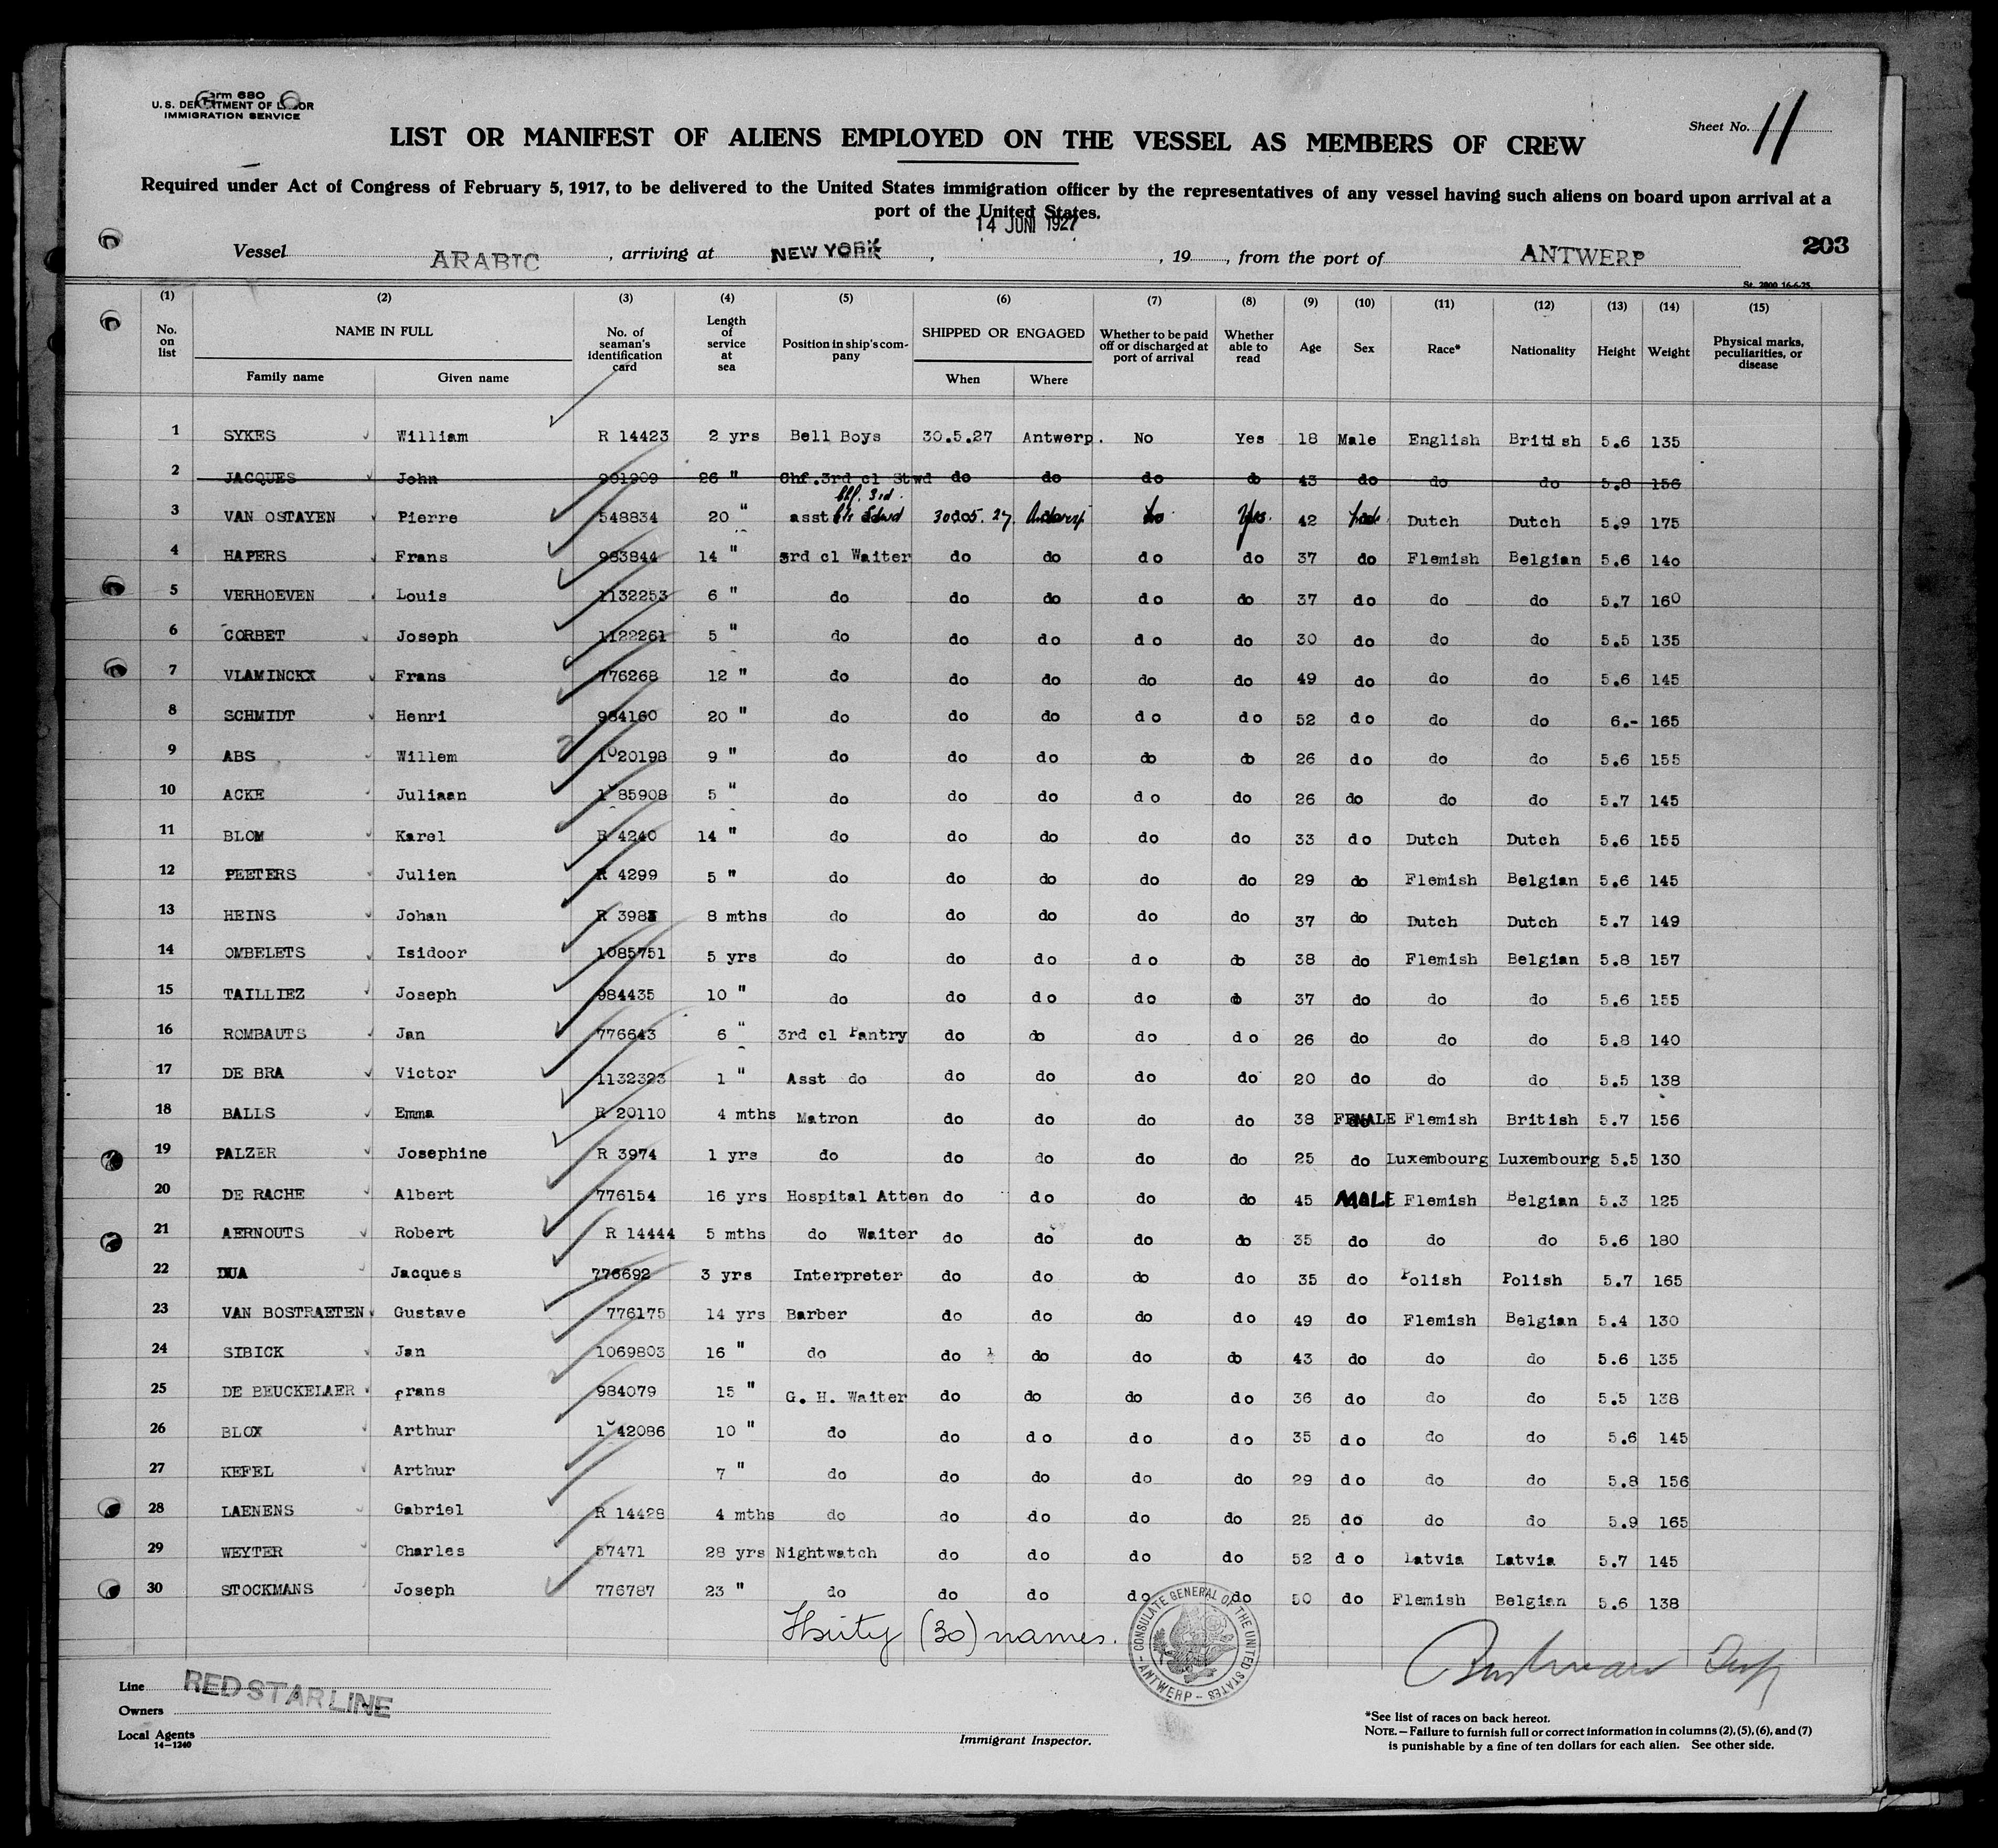 Form 680
U. S. DEPARTMENT OF LABOR
IMMIGRATION SERVICE
Sheet No. 11
LIST OR MANIFEST OF ALIENS EMPLOYED ON THE VESSEL AS MEMBERS OF CREW
Required under Act of Congress of February 5, 1917, to be delivered to the United States immigration officer by the representatives of any vessel having such aliens on board upon arrival at a
port of the United States.
14 JUNI 1927
Vessel ARABIC , arriving at NEW YORK , , 19 , from the port of ANTWERP 203
St. 2000 16-6-25
(1) (2) (3) (4) (5) (6) (7) (8) (9) (10) (11) (12) (13) (14) (15)
No. on list NAME IN FULL Family name Given name No. of seaman's identification card Length of service at sea Position in ship's company SHIPPED OR ENGAGED When Where Whether to be paid off or discharged at port of arrival Whether able to read Age Sex Race* Nationality Height Weight Physical marks, peculiarities, or disease
1 SYKES William R 14423 2 yrs Bell Boys 30.5.27 Antwerp. No Yes 18 Male English British 5.6 135
2 JACQUES John 901909 26 " Chf.3rd cl Stwd do do do do 43 do do do 5.8 156
chf. 3rd.
3 VAN OSTAYEN Pierre 548834 20 " asst cls Stwd 30.05.27. Antwerp do Yes. 42 Dutch Dutch 5.9 175
4 HAPERS Frans 983844 14 " 3rd cl Waiter do do do do 37 do Flemish Belgian 5.6 140
5 VERHOEVEN Louis 1132253 6 " do do do do do 37 do do do 5.7 160
6 CORBET Joseph 1122261 5 " do do do do do 30 do do do 5.5 135
7 VLAMINCKX Frans 776268 12 " do do do do do 49 do do do 5.6 145
8 SCHMIDT Henri 984160 20 " do do do do do 52 do do do 6.- 165
9 ABS Willem 1020198 9 " do do do do do 26 do do do 5.6 155
10 ACKE Juliaan 1 85908 5 " do do do do do 26 do do do 5.7 145
11 BLOM Karel R 4240 14 " do do do do do 33 do Dutch Dutch 5.6 155
12 PEETERS Julien R 4299 5 " do do do do do 29 do Flemish Belgian 5.6 145
13 HEINS Johan R 3983 8 mths do do do do do 37 do Dutch Dutch 5.7 149
14 OMBELETS Isidoor 1085751 5 yrs do do do do do 38 do Flemish Belgian 5.8 157
15 TAILLIEZ Joseph 984435 10 " do do do do do 37 do do do 5.6 155
16 ROMBAUTS Jan 776643 6 " 3rd cl Pantry do do do do 26 do do do 5.8 140
17 DE BRA Victor 1132323 1 " Asst do do do do do 20 do do do 5.5 138
18 BALLS Emma R 20110 4 mths Matron do do do do 38 FEMALE Flemish British 5.7 156
19 PALZER Josephine R 3974 1 yrs do do do do do 25 do Luxembourg Luxembourg 5.5 130
20 DE RACHE Albert 776154 16 yrs Hospital Atten do do do do 45 MALE Flemish Belgian 5.3 125
21 AERNOUTS Robert R 14444 5 mths do Waiter do do do do 35 do do do 5.6 180
22 DUA Jacques 776692 3 yrs Interpreter do do do do 35 do Polish Polish 5.7 165
23 VAN BOSTRAETEN Gustave 776175 14 yrs Barber do do do do 49 do Flemish Belgian 5.4 130
24 SIBICK Jan 1069803 16 " do do do do do 43 do do do 5.6 135
25 DE BEUCKELAER frans 984079 15 " G. H. Waiter do do do do 36 do do do 5.5 138
26 BLOX Arthur 1 42086 10 " do do do do do 35 do do do 5.6 145
27 KEFEL Arthur 7 " do do do do do 29 do do do 5.8 156
28 LAENENS Gabriel R 14428 4 mths do do do do do 25 do do do 5.9 165
29 WEYTER Charles 57471 28 yrs Nightwatch do do do do 52 do Latvia Latvia 5.7 145
30 STOCKMANS Joseph 776787 23 " do do do do do 50 do Flemish Belgian 5.6 138
Thirty (30) names.
CONSULATE GENERAL OF THE UNITED STATES - ANTWERP -
Line RED STAR LINE
Owners
Local Agents
14-1240
Immigrant Inspector.
*See list of races on back hereof.
NOTE.—Failure to furnish full or correct information in columns (2), (5), (6), and (7)
is punishable by a fine of ten dollars for each alien. See other side.